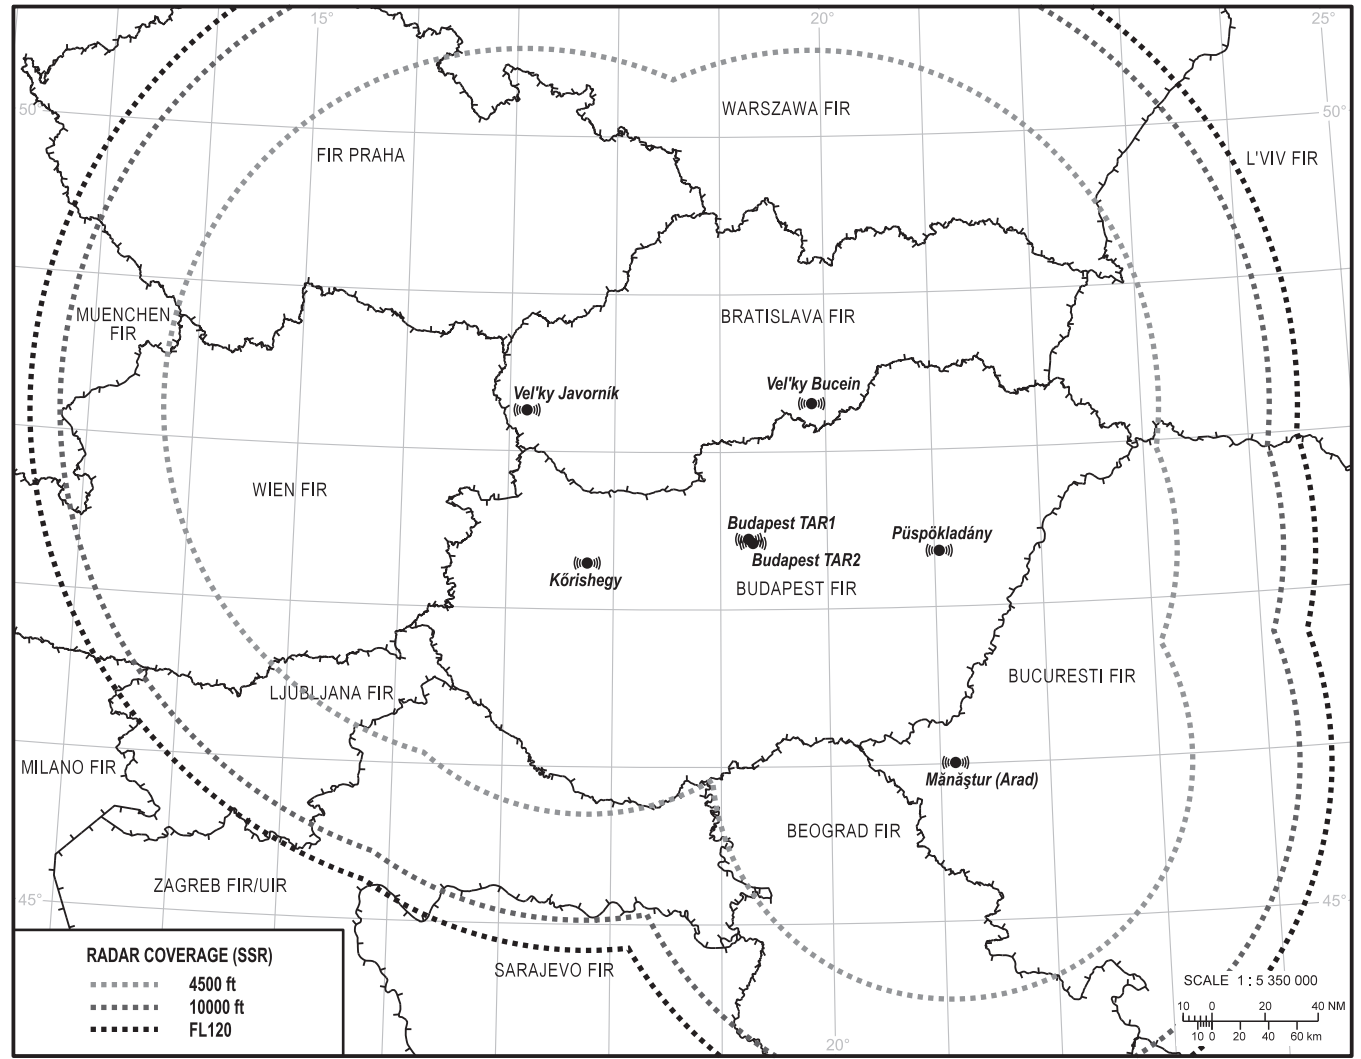 15°
20°
25°
50°
WARSZAWA FIR
50°
FIR PRAHA
L'VIV FIR
MUENCHEN
FIR
BRATISLAVA FIR
Vel'ky Javorník
Vel'ky Bucein
WIEN FIR
Budapest TAR1
Püspökladány
Budapest TAR2
Kőrishegy
BUDAPEST FIR
BUCURESTI FIR
LJUBLJANA FIR
MILANO FIR
Mănăştur (Arad)
BEOGRAD FIR
ZAGREB FIR/UIR
45°
45°
SARAJEVO FIR
RADAR COVERAGE (SSR)
4500 ft
10000 ft
FL120
SCALE 1 : 5 350 000
10 0 20 40 NM
10 0 20 40 60 km
20°